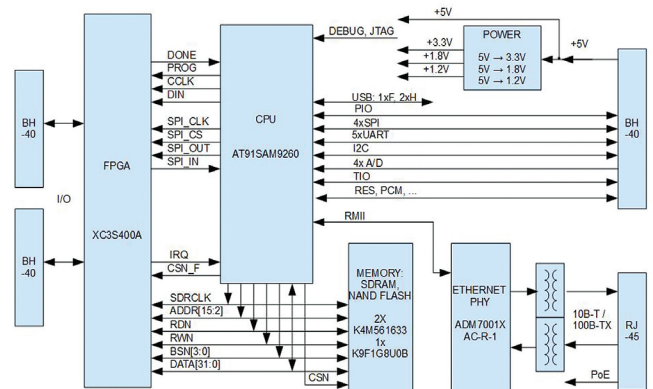 BH
-40
BH
-40
I/O
FPGA
XC3S400A
DONE
PROG
CCLK
DIN
SPI_CLK
SPI_CS
SPI_OUT
SPI_IN
IRQ
CSN_F
SDRCLK
ADDR[15:2]
RDN
RWN
BSN[3:0]
DATA[31:0]
CPU
AT91SAM9260
DEBUG, JTAG
+5V
+3.3V
+1.8V
+1.2V
POWER
5V → 3.3V
5V → 1.8V
5V → 1.2V
+5V
USB: 1xF, 2xH
PIO
4xSPI
5xUART
I2C
4x A/D
TIO
RES, PCM, ...
RMII
BH
-40
CSN
MEMORY:
SDRAM,
NAND FLASH
2X
K4M561633
1x
K9F1G8U0B
ETHERNET
PHY
ADM7001X
AC-R-1
10B-T /
100B-TX
PoE
RJ
-45